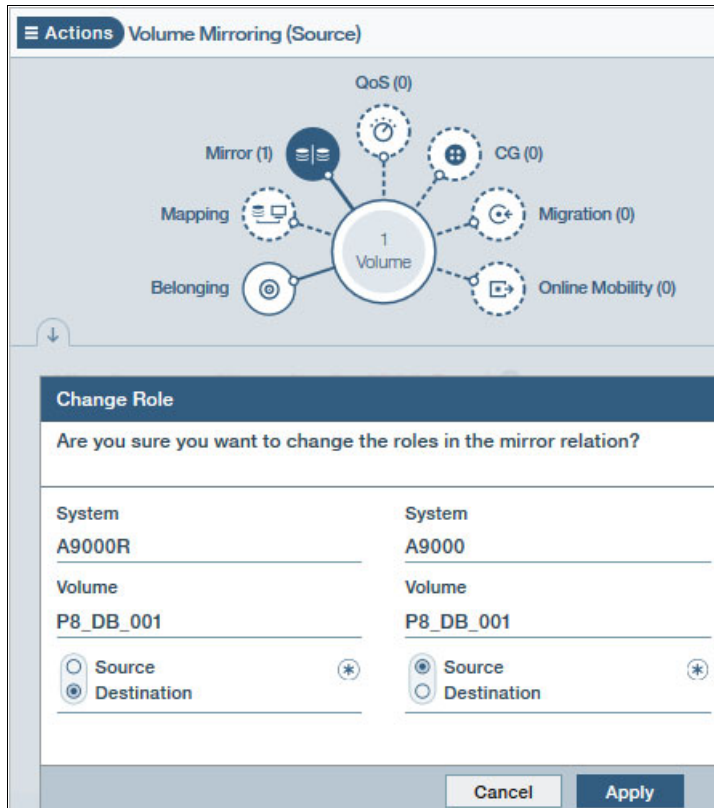 Actions Volume Mirroring (Source)
QoS (0)
Mirror (1)
CG (0)
Mapping
Migration (0)
1
Volume
Belonging
Online Mobility (0)
Change Role
Are you sure you want to change the roles in the mirror relation?
System System
A9000R A9000
Volume Volume
P8_DB_001 P8_DB_001
Source Source
Destination Destination
Cancel Apply